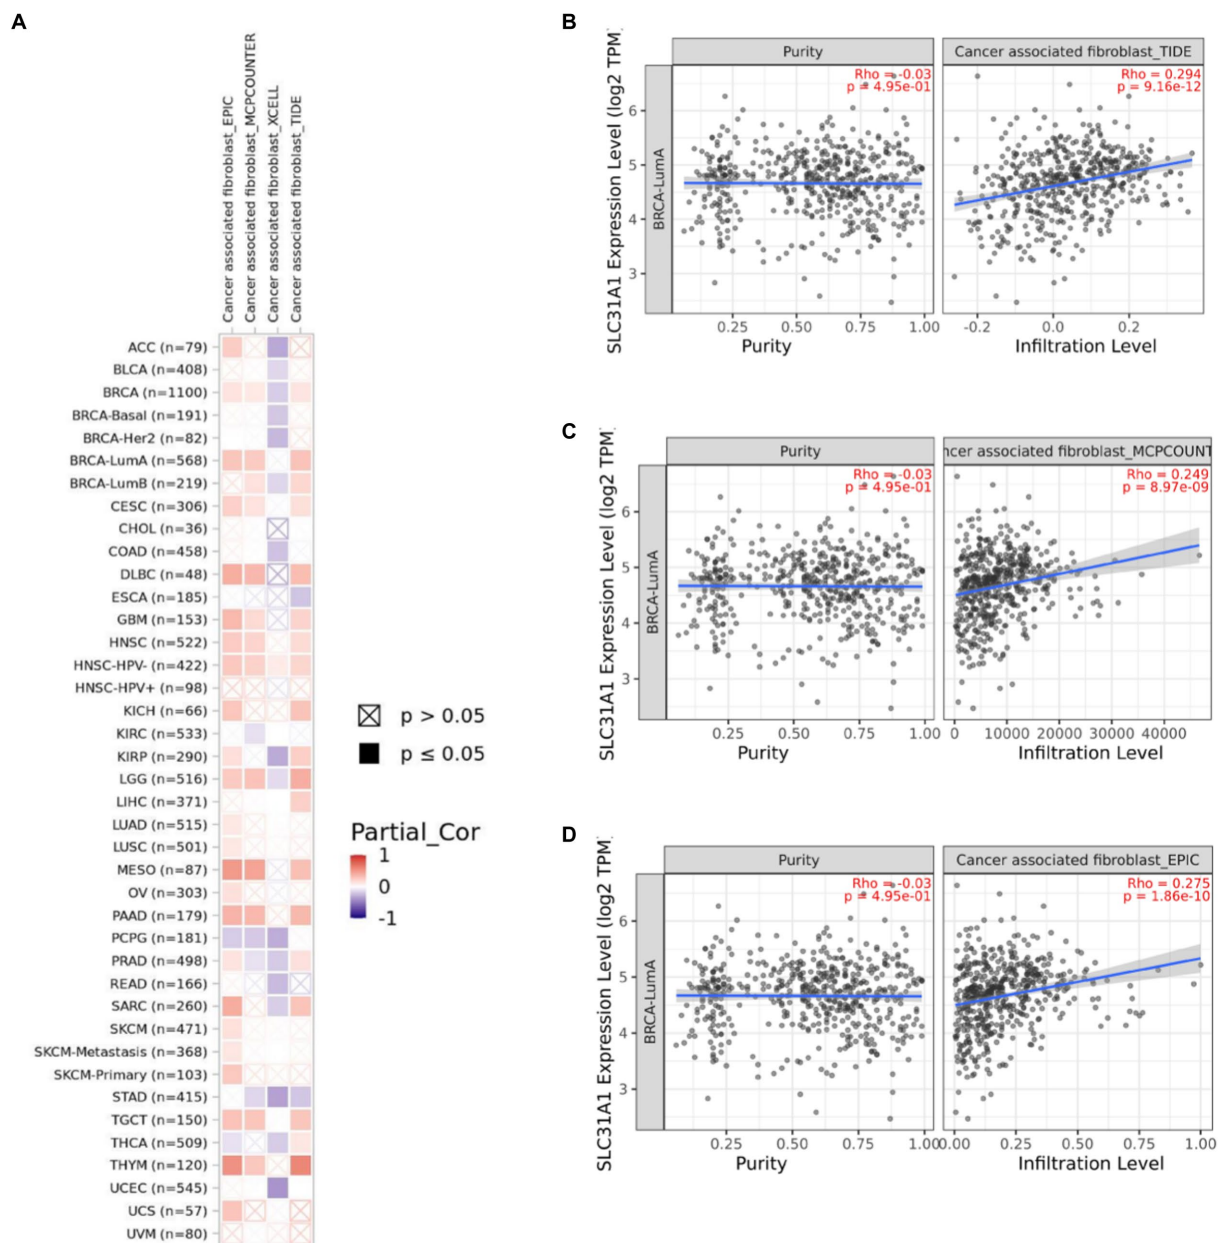 A
Cancer associated fibroblast_EPIC
Cancer associated fibroblast_MCPCOUNTER
Cancer associated fibroblast_XCELL
Cancer associated fibroblast_TIDE
ACC (n=79)
BLCA (n=408)
BRCA (n=1100)
BRCA-Basal (n=191)
BRCA-Her2 (n=82)
BRCA-LumA (n=568)
BRCA-LumB (n=219)
CESC (n=306)
CHOL (n=36)
COAD (n=458)
DLBC (n=48)
ESCA (n=185)
GBM (n=153)
HNSC (n=522)
HNSC-HPV- (n=422)
HNSC-HPV+ (n=98)
KICH (n=66)
KIRC (n=533)
KIRP (n=290)
LGG (n=516)
LIHC (n=371)
LUAD (n=515)
LUSC (n=501)
MESO (n=87)
OV (n=303)
PAAD (n=179)
PCPG (n=181)
PRAD (n=498)
READ (n=166)
SARC (n=260)
SKCM (n=471)
SKCM-Metastasis (n=368)
SKCM-Primary (n=103)
STAD (n=415)
TGCT (n=150)
THCA (n=509)
THYM (n=120)
UCEC (n=545)
UCS (n=57)
UVM (n=80)
p > 0.05
p ≤ 0.05
Partial_Cor
1
0
-1
B
Purity
Cancer associated fibroblast_TIDE
SLC31A1 Expression Level (log2 TPM)
BRCA-LumA
Rho = -0.03
p = 4.95e-01
Rho = 0.294
p = 9.16e-12
6
5
4
3
0.25 0.50 0.75 1.00
-0.2 0.0 0.2
Purity
Infiltration Level
C
Purity
ncer associated fibroblast_MCPCOUNT
SLC31A1 Expression Level (log2 TPM)
BRCA-LumA
Rho = -0.03
p = 4.95e-01
Rho = 0.249
p = 8.97e-09
6
5
4
3
0.25 0.50 0.75 1.00
0 10000 20000 30000 40000
Purity
Infiltration Level
D
Purity
Cancer associated fibroblast_EPIC
SLC31A1 Expression Level (log2 TPM)
BRCA-LumA
Rho = -0.03
p = 4.95e-01
Rho = 0.275
p = 1.86e-10
6
5
4
3
0.25 0.50 0.75 1.00
0.00 0.25 0.50 0.75 1.00
Purity
Infiltration Level